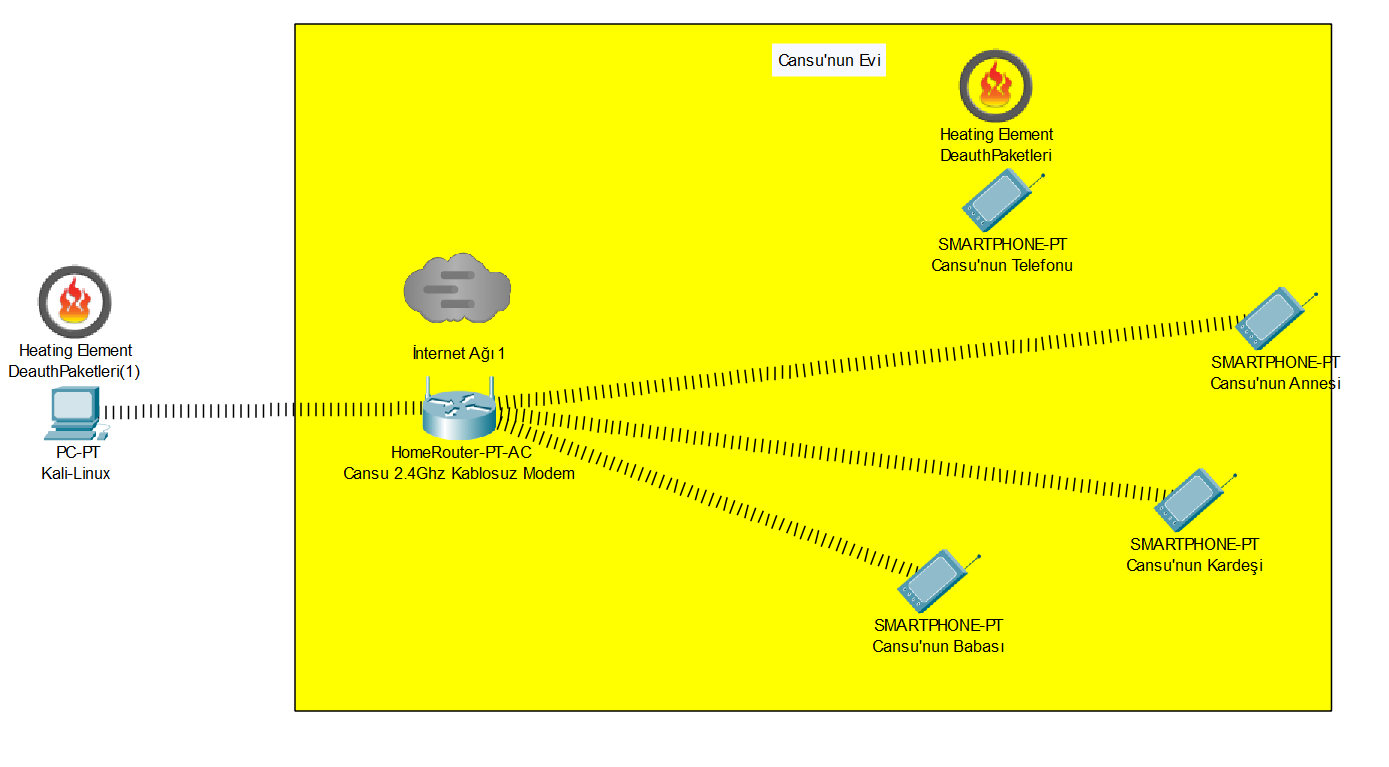 Cansu'nun Evi
Heating Element
DeauthPaketleri
SMARTPHONE-PT
Cansu'nun Telefonu
Heating Element
DeauthPaketleri(1)
PC-PT
Kali-Linux
İnternet Ağı 1
HomeRouter-PT-AC
Cansu 2.4Ghz Kablosuz Modem
SMARTPHONE-PT
Cansu'nun Annesi
SMARTPHONE-PT
Cansu'nun Kardeşi
SMARTPHONE-PT
Cansu'nun Babası